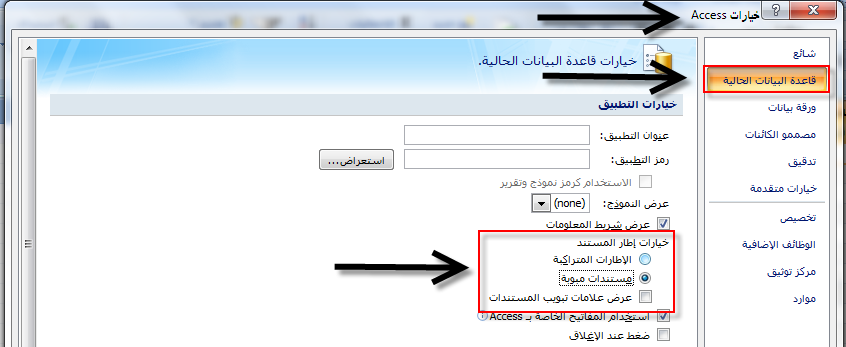 خيارات Access
شائع
قاعدة البيانات الحالية
ورقة بيانات
مصممو الكائنات
تدقيق
خيارات متقدمة
تخصيص
الوظائف الإضافية
مركز توثيق
موارد
خيارات قاعدة البيانات الحالية.
خيارات التطبيق
عنوان التطبيق:
رمز التطبيق:
استعراض...
الاستخدام كرمز نموذج وتقرير
عرض النموذج: (none)
عرض شريط المعلومات
خيارات إطار المستند
الإطارات المتراكبة
مستندات مبوبة
عرض علامات تبويب المستندات
استخدام المفاتيح الخاصة بـ Access
ضغط عند الإغلاق